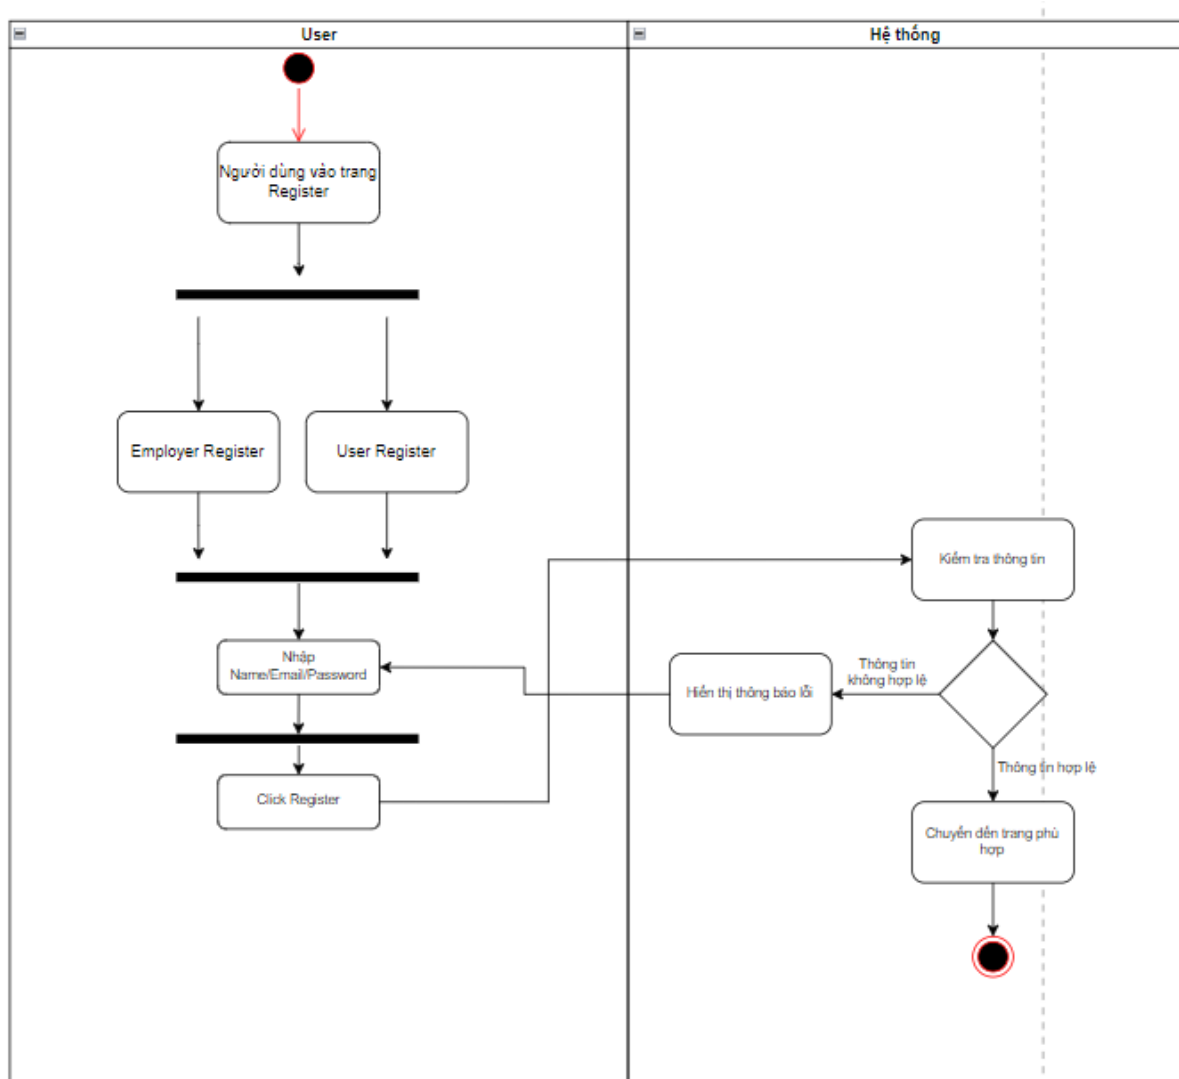 User
Hệ thống
Người dùng vào trang
Register
Employer Register
User Register
Kiểm tra thông tin
Nhập
Name/Email/Password
Hiển thị thông báo lỗi
Thông tin
không hợp lệ
Thông tin hợp lệ
Click Register
Chuyển đến trang phù
hợp